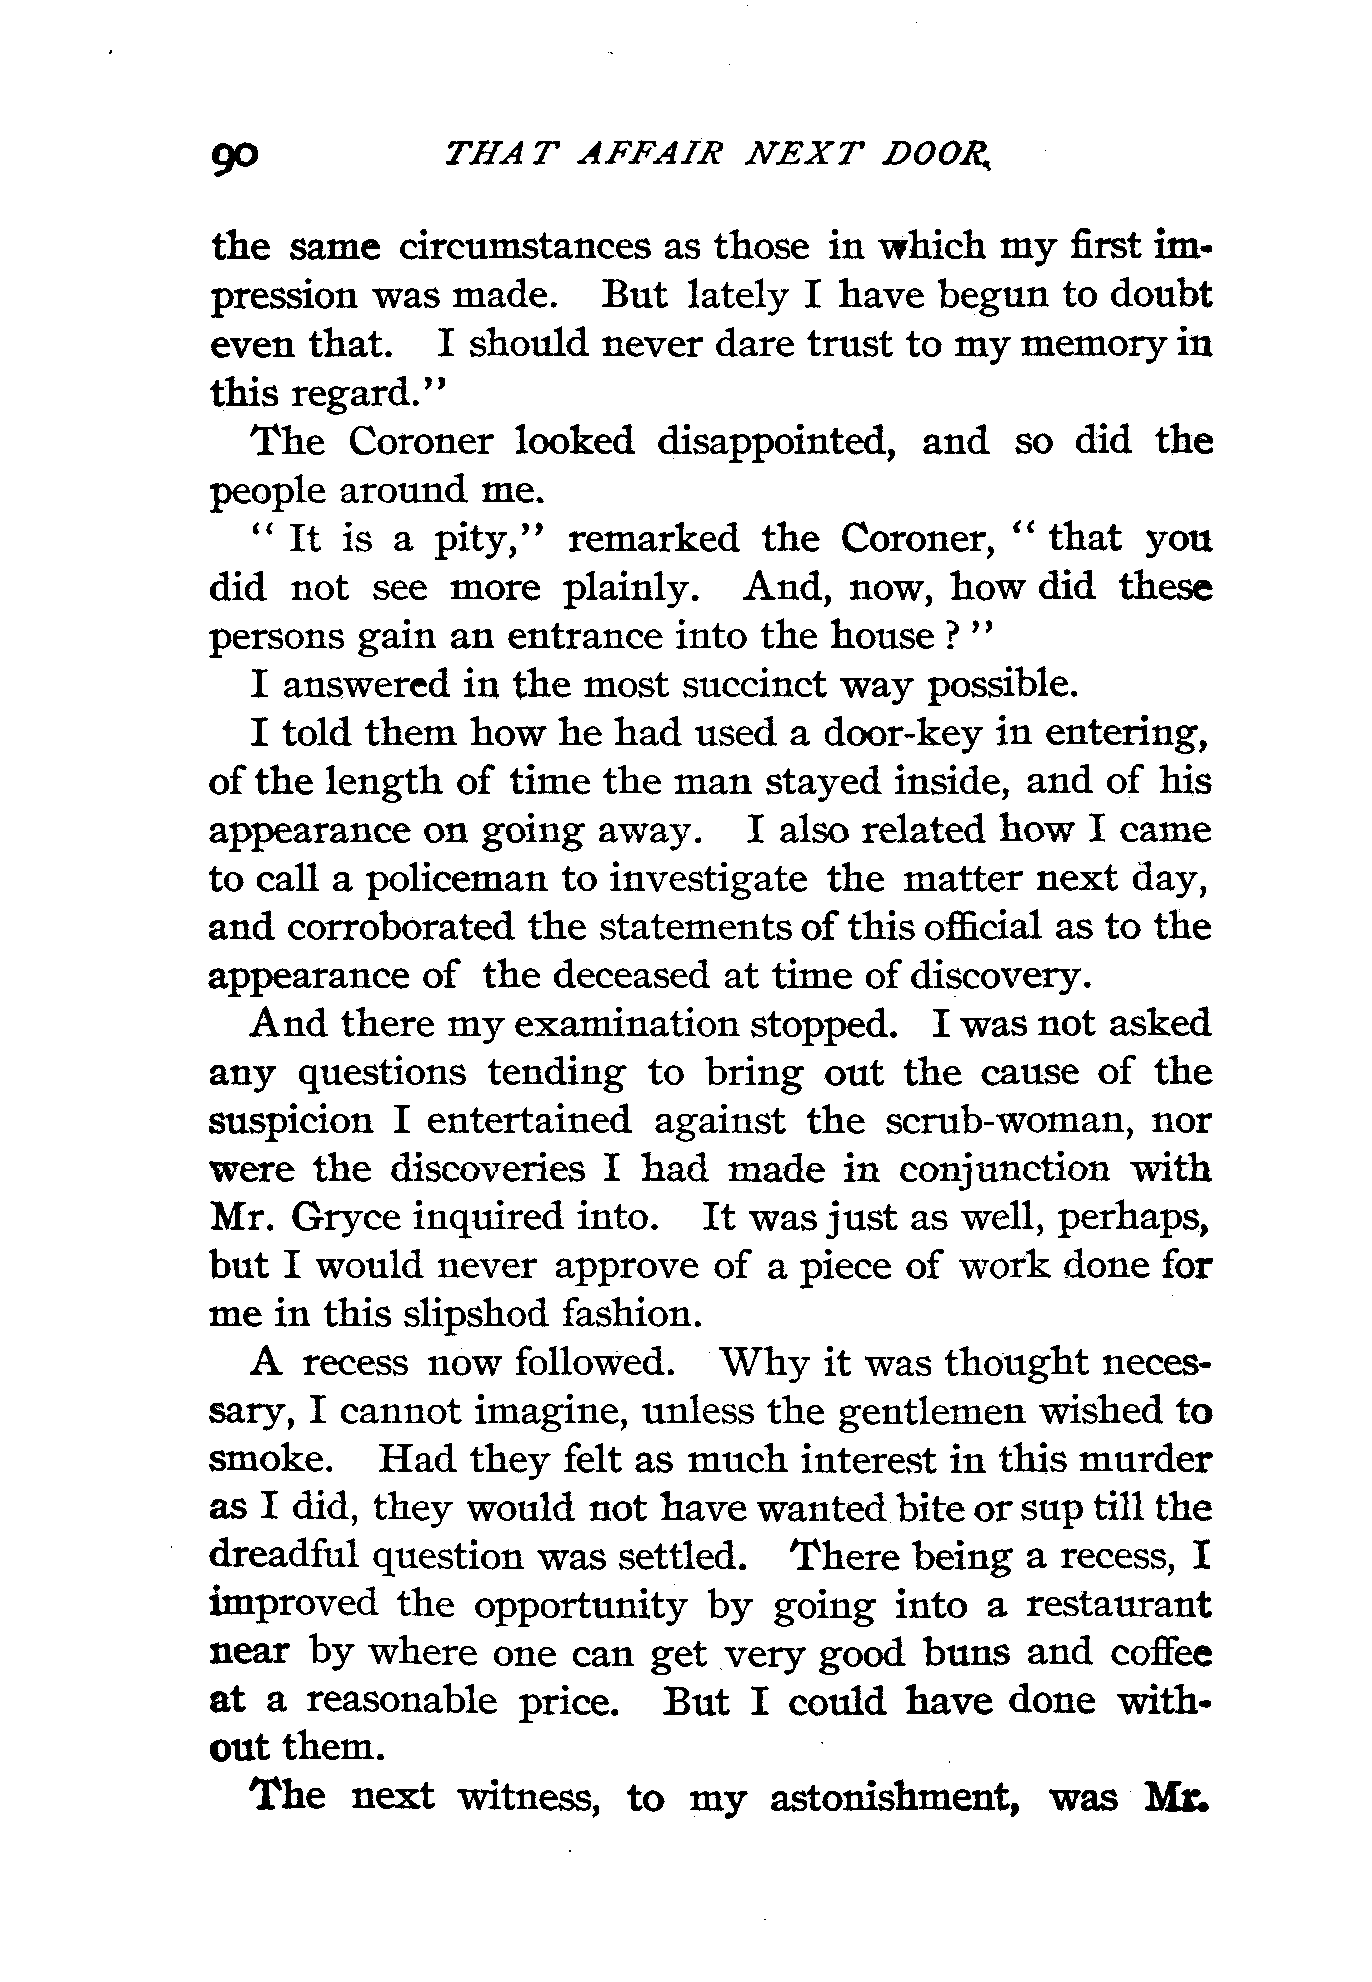 90 THAT AFFAIR NEXT DOOR
the same circumstances as those in which my first im-
pression was made. But lately I have begun to doubt
even that. I should never dare trust to my memory in
this regard."
The Coroner looked disappointed, and so did the
people around me.
"It is a pity," remarked the Coroner, "that you
did not see more plainly. And, now, how did these
persons gain an entrance into the house?"
I answered in the most succinct way possible.
I told them how he had used a door-key in entering,
of the length of time the man stayed inside, and of his
appearance on going away. I also related how I came
to call a policeman to investigate the matter next day,
and corroborated the statements of this official as to the
appearance of the deceased at time of discovery.
And there my examination stopped. I was not asked
any questions tending to bring out the cause of the
suspicion I entertained against the scrub-woman, nor
were the discoveries I had made in conjunction with
Mr. Gryce inquired into. It was just as well, perhaps,
but I would never approve of a piece of work done for
me in this slipshod fashion.
A recess now followed. Why it was thought neces-
sary, I cannot imagine, unless the gentlemen wished to
smoke. Had they felt as much interest in this murder
as I did, they would not have wanted bite or sup till the
dreadful question was settled. There being a recess, I
improved the opportunity by going into a restaurant
near by where one can get very good buns and coffee
at a reasonable price. But I could have done with-
out them.
The next witness, to my astonishment, was Mr.